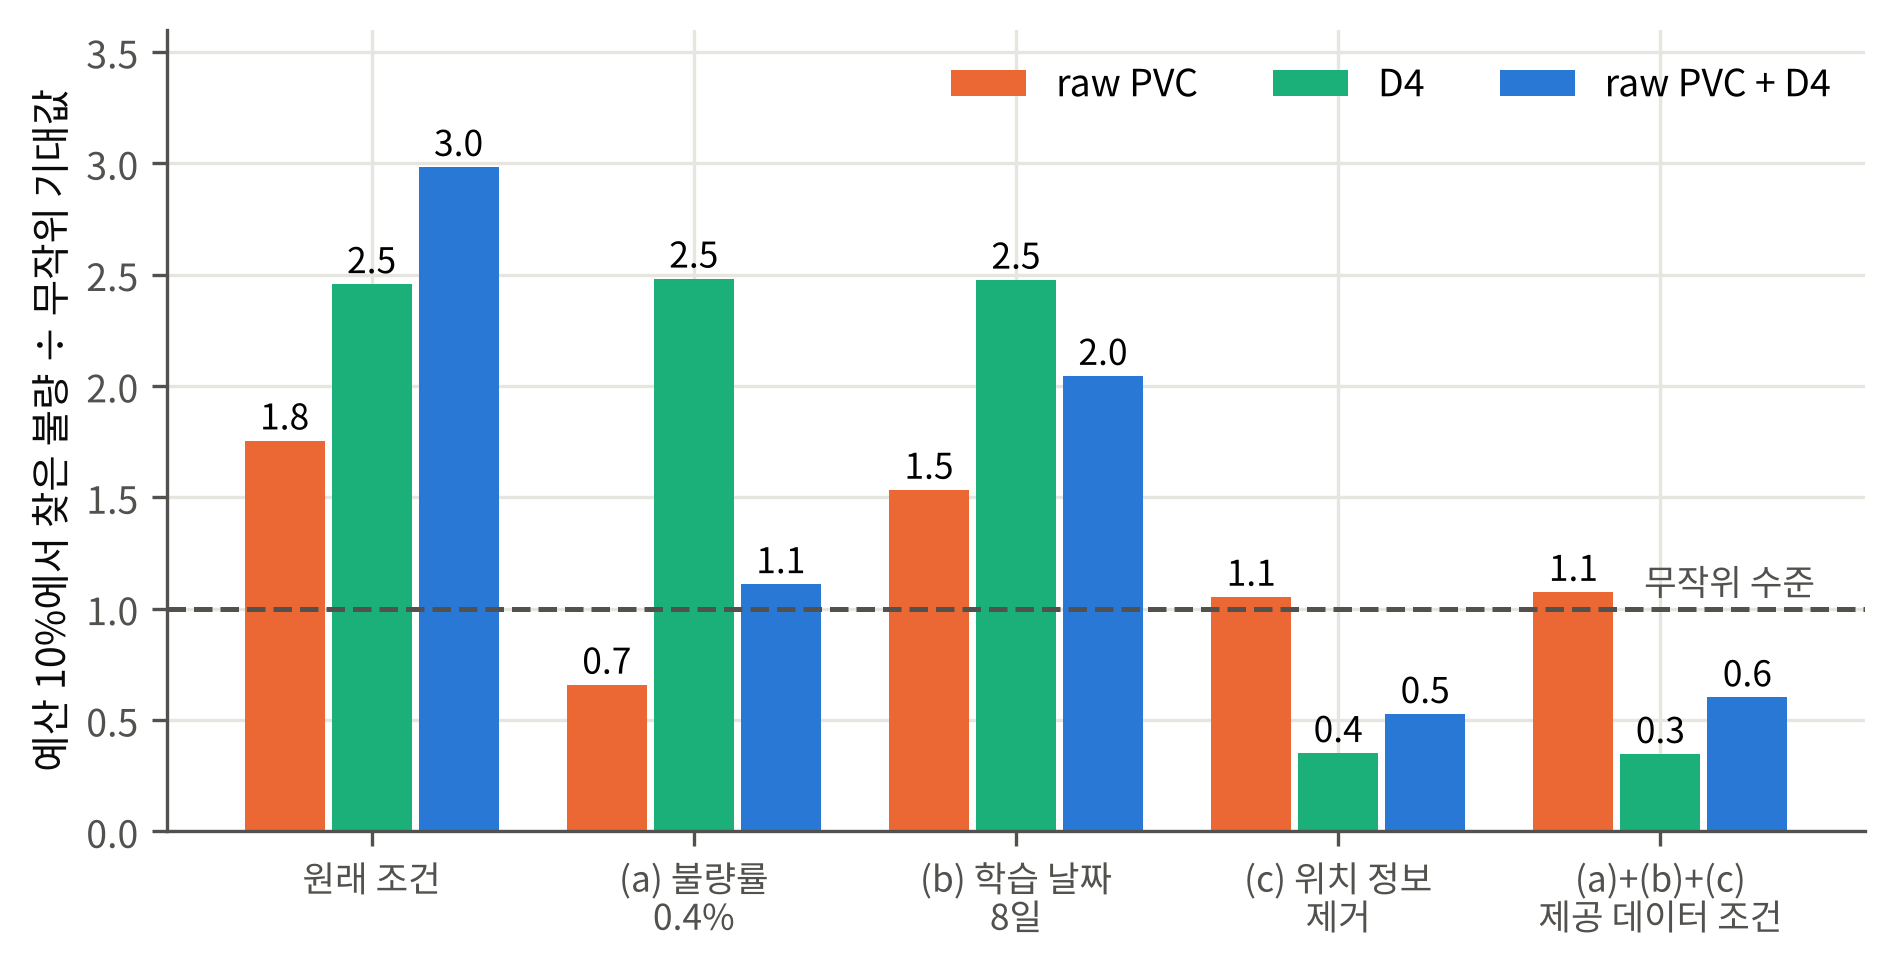 예산 10%에서 찾은 불량 ÷ 무작위 기대값
3.5
3.0
2.5
2.0
1.5
1.0
0.5
0.0
raw PVC
D4
raw PVC + D4
1.8
2.5
3.0
0.7
2.5
1.1
1.5
2.5
2.0
1.1
0.4
0.5
1.1
0.3
0.6
무작위 수준
원래 조건
(a) 불량률
0.4%
(b) 학습 날짜
8일
(c) 위치 정보
제거
(a)+(b)+(c)
제공 데이터 조건